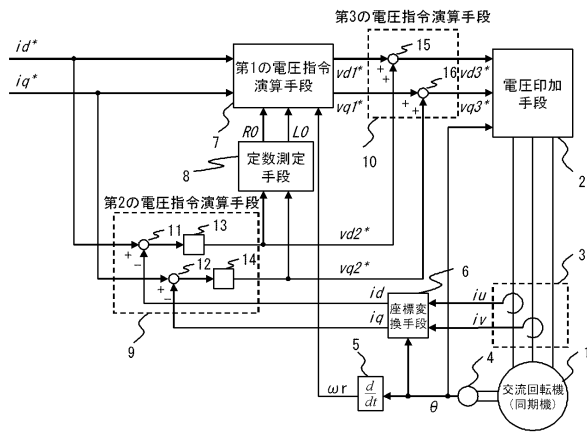 第3の電圧指令演算手段
id*
iq*
第1の電圧指令
演算手段
vd1*
vq1*
15
16
+
+
+
+
vd3*
vq3*
電圧印加
手段
7
R0
L0
10
2
8
定数測定
手段
第2の電圧指令演算手段
11
13
12
14
+
−
+
−
vd2*
vq2*
9
6
座標変
換手段
id
iq
iu
iv
3
5
d
dt
ωr
θ
4
1
交流回転機
(同期機)